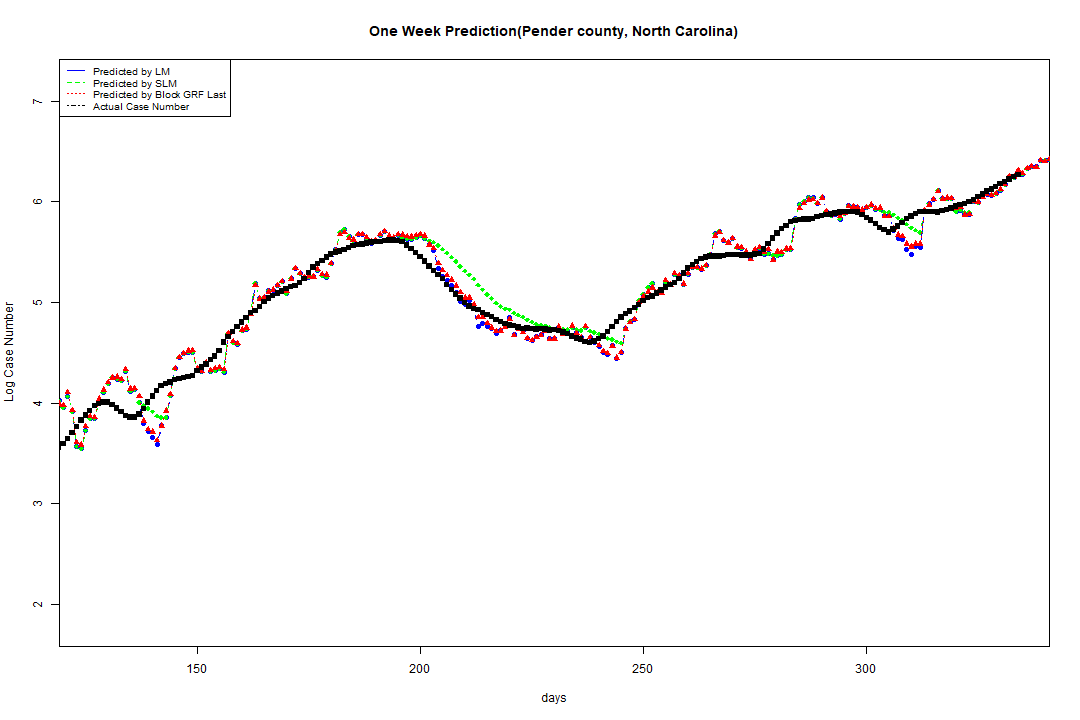 One Week Prediction(Pender county, North Carolina)
Predicted by LM
Predicted by SLM
Predicted by Block GRF Last
Actual Case Number
7
6
5
4
3
2
Log Case Number
150 200 250 300
days